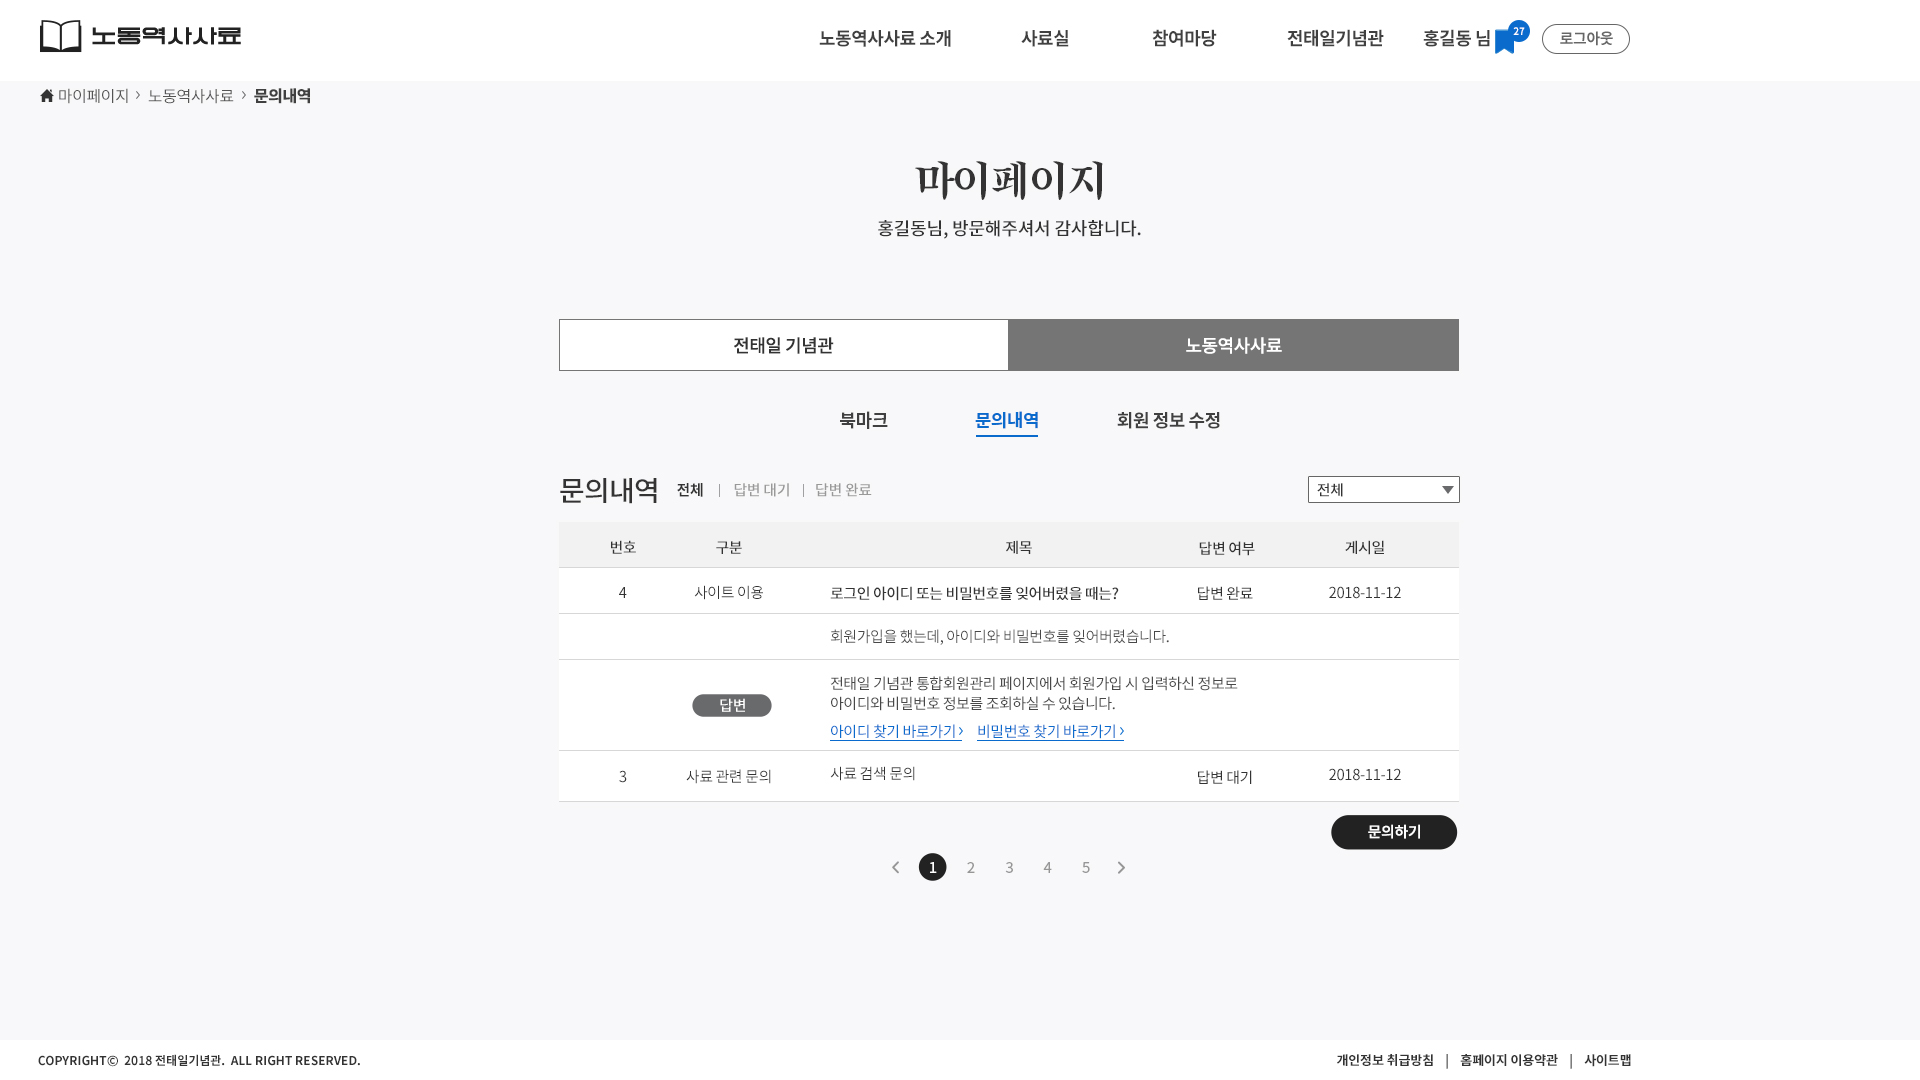 노동역사사료
노동역사사료 소개 사료실 참여마당 전태일기념관 홍길동 님 27 로그아웃
마이페이지 > 노동역사사료 > 문의내역
마이페이지
홍길동님, 방문해주셔서 감사합니다.
전태일 기념관 노동역사사료
북마크 문의내역 회원 정보 수정
문의내역 전체 | 답변 대기 | 답변 완료 전체
번호 구분 제목 답변 여부 게시일
4 사이트 이용 로그인 아이디 또는 비밀번호를 잊어버렸을 때는? 답변 완료 2018-11-12
회원가입을 했는데, 아이디와 비밀번호를 잊어버렸습니다.
전태일 기념관 통합회원관리 페이지에서 회원가입 시 입력하신 정보로
답변 아이디와 비밀번호 정보를 조회하실 수 있습니다.
아이디 찾기 바로가기 > 비밀번호 찾기 바로가기 >
3 사료 관련 문의 사료 검색 문의 답변 대기 2018-11-12
문의하기
< 1 2 3 4 5 >
COPYRIGHT© 2018 전태일기념관. ALL RIGHT RESERVED. 개인정보 취급방침 | 홈페이지 이용약관 | 사이트맵